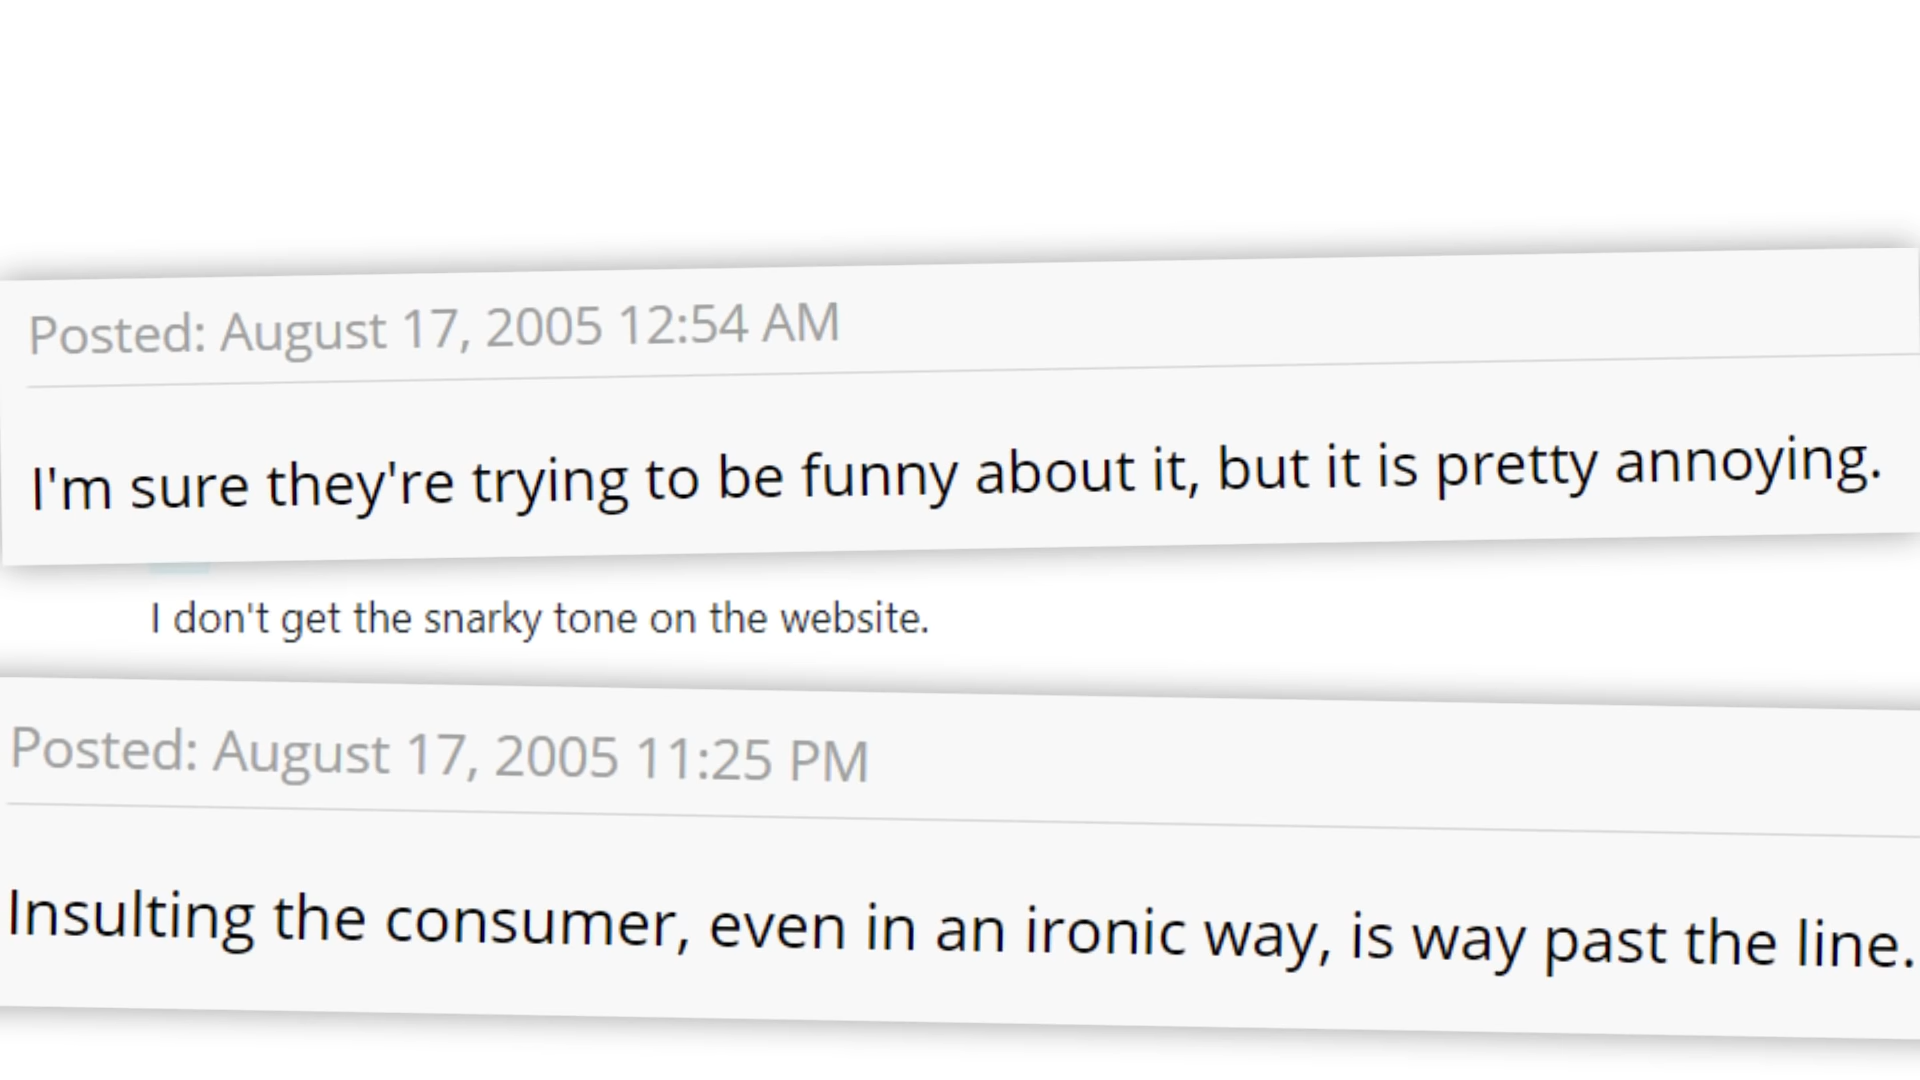 Posted: August 17, 2005 12:54 AM
I'm sure they're trying to be funny about it, but it is pretty annoying.
I don't get the snarky tone on the website.
Posted: August 17, 2005 11:25 PM
Insulting the consumer, even in an ironic way, is way past the line.